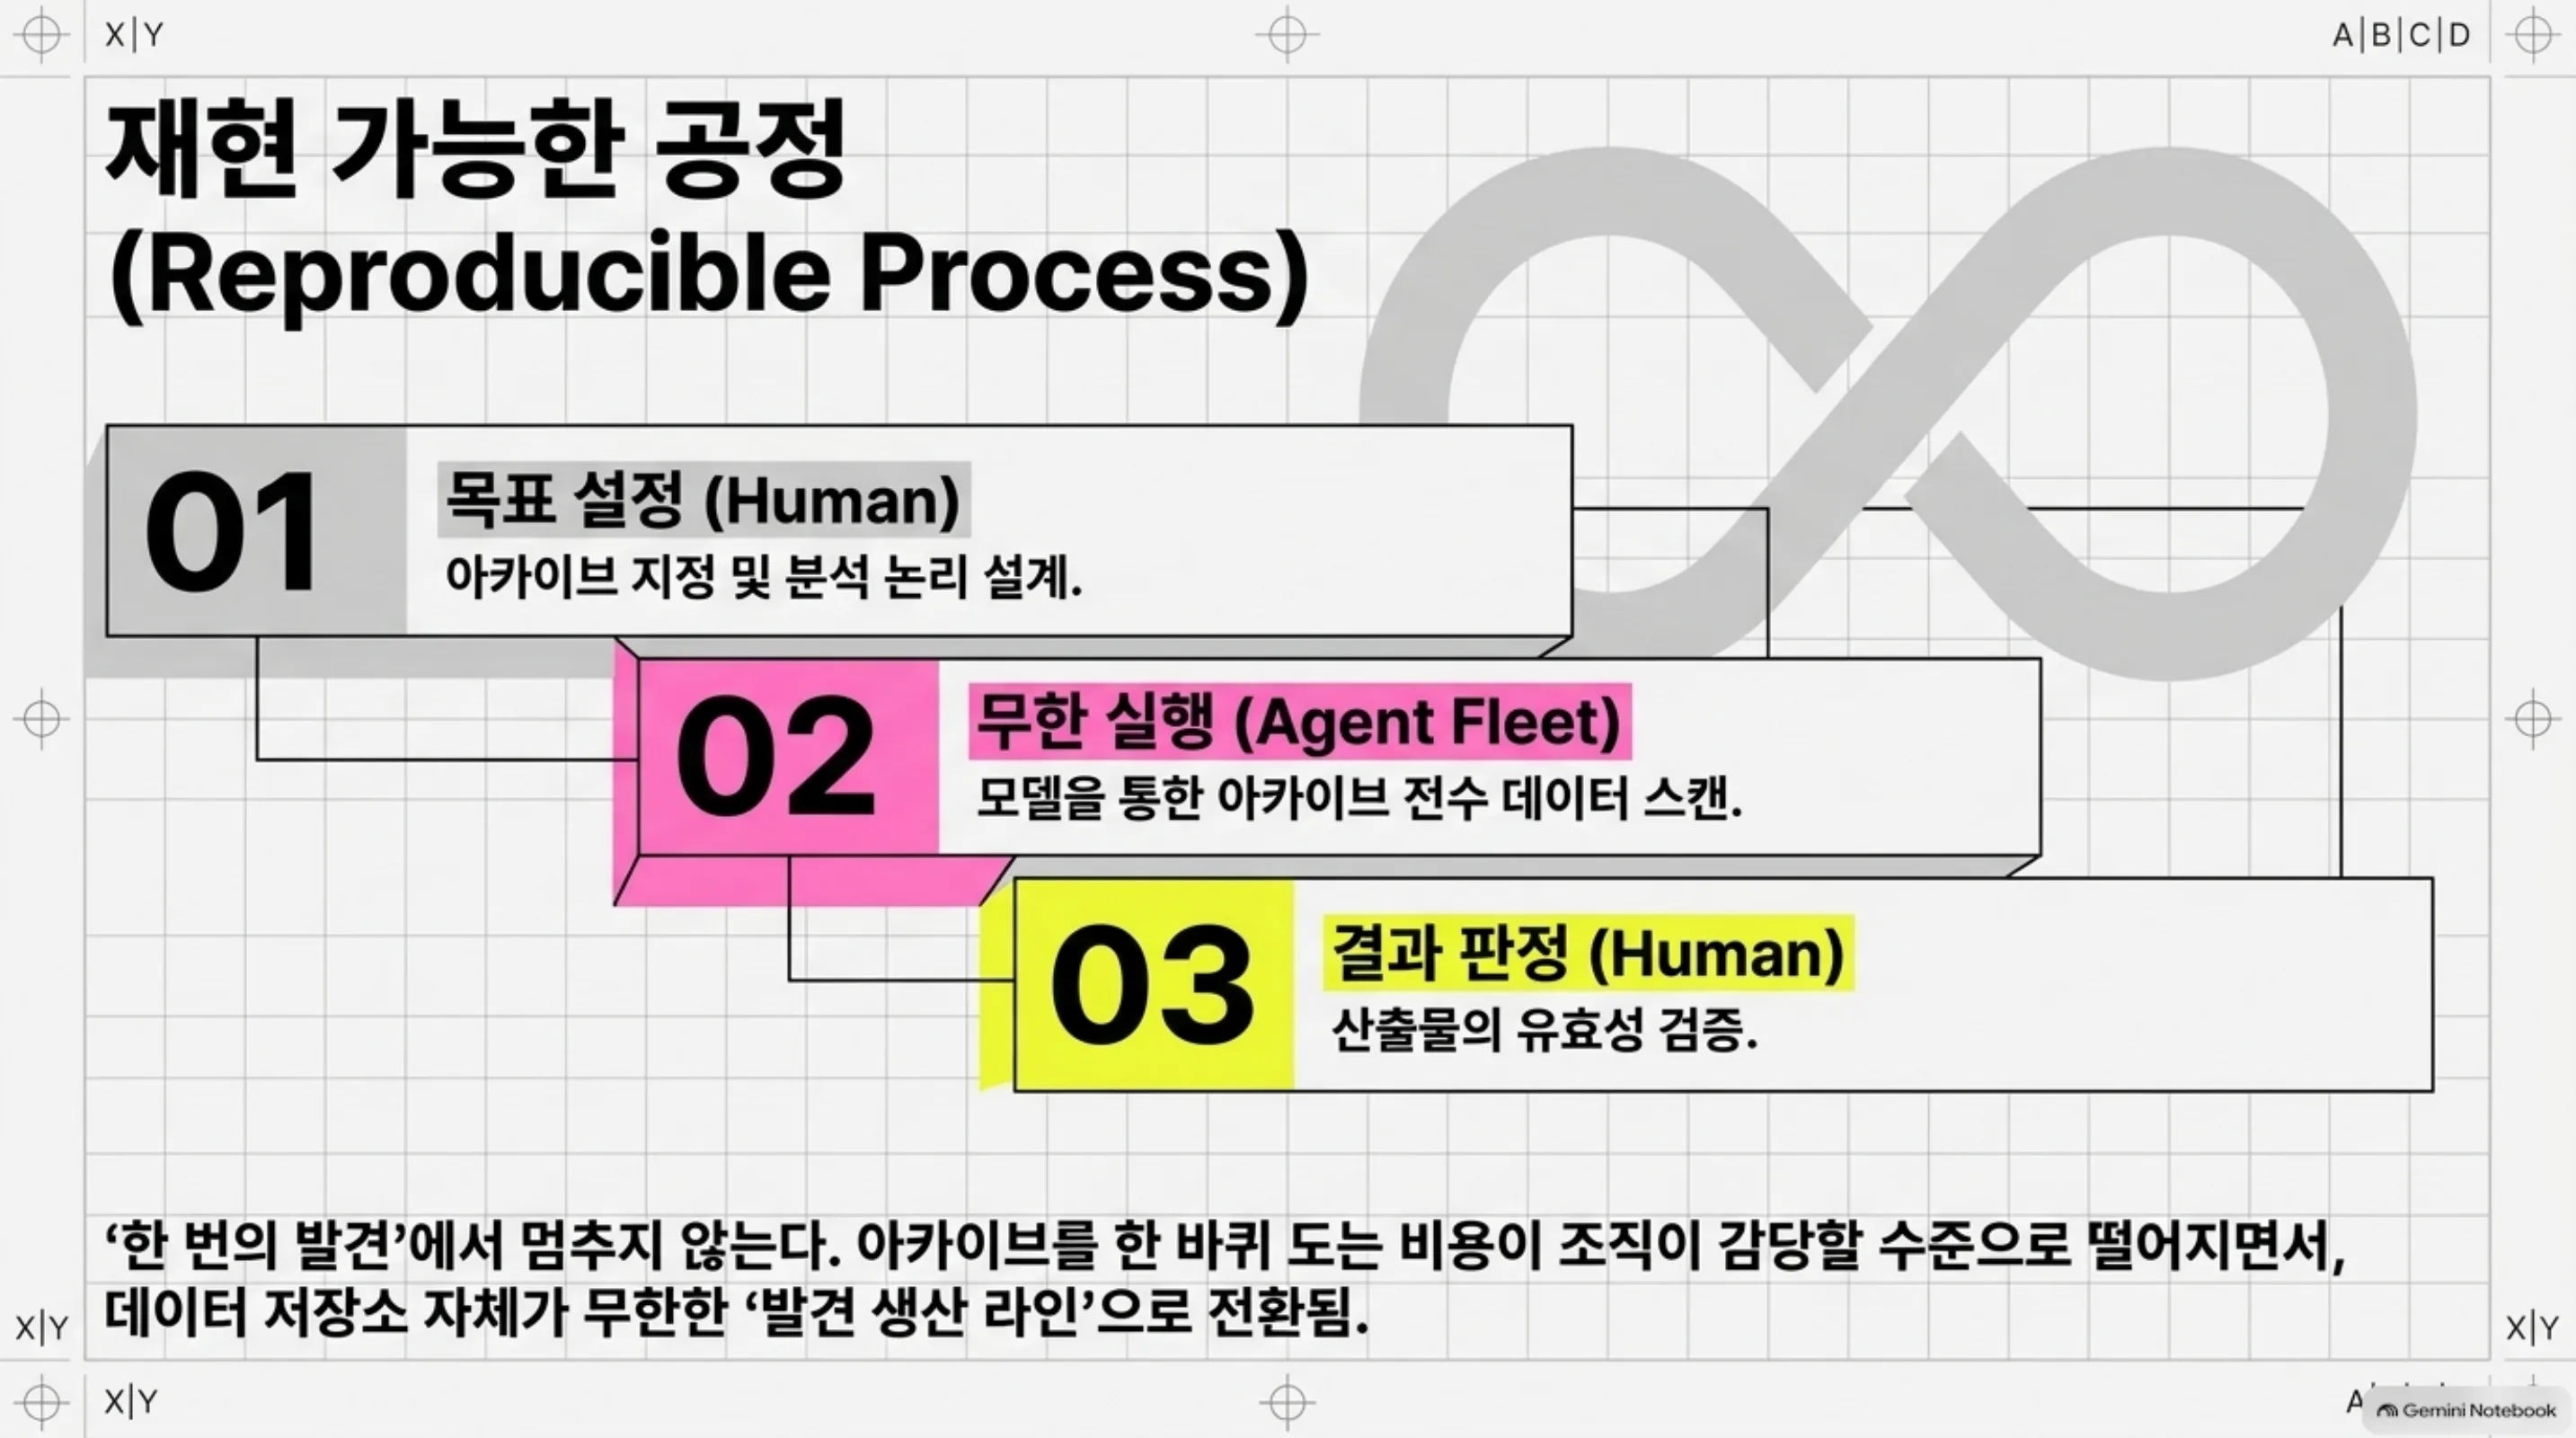 X|Y
A|B|C|D
재현 가능한 공정
(Reproducible Process)
01
목표 설정 (Human)
아카이브 지정 및 분석 논리 설계.
02
무한 실행 (Agent Fleet)
모델을 통한 아카이브 전수 데이터 스캔.
03
결과 판정 (Human)
산출물의 유효성 검증.
‘한 번의 발견’에서 멈추지 않는다. 아카이브를 한 바퀴 도는 비용이 조직이 감당할 수준으로 떨어지면서,
데이터 저장소 자체가 무한한 ‘발견 생산 라인’으로 전환됨.
X|Y
X|Y
X|Y
Gemini Notebook